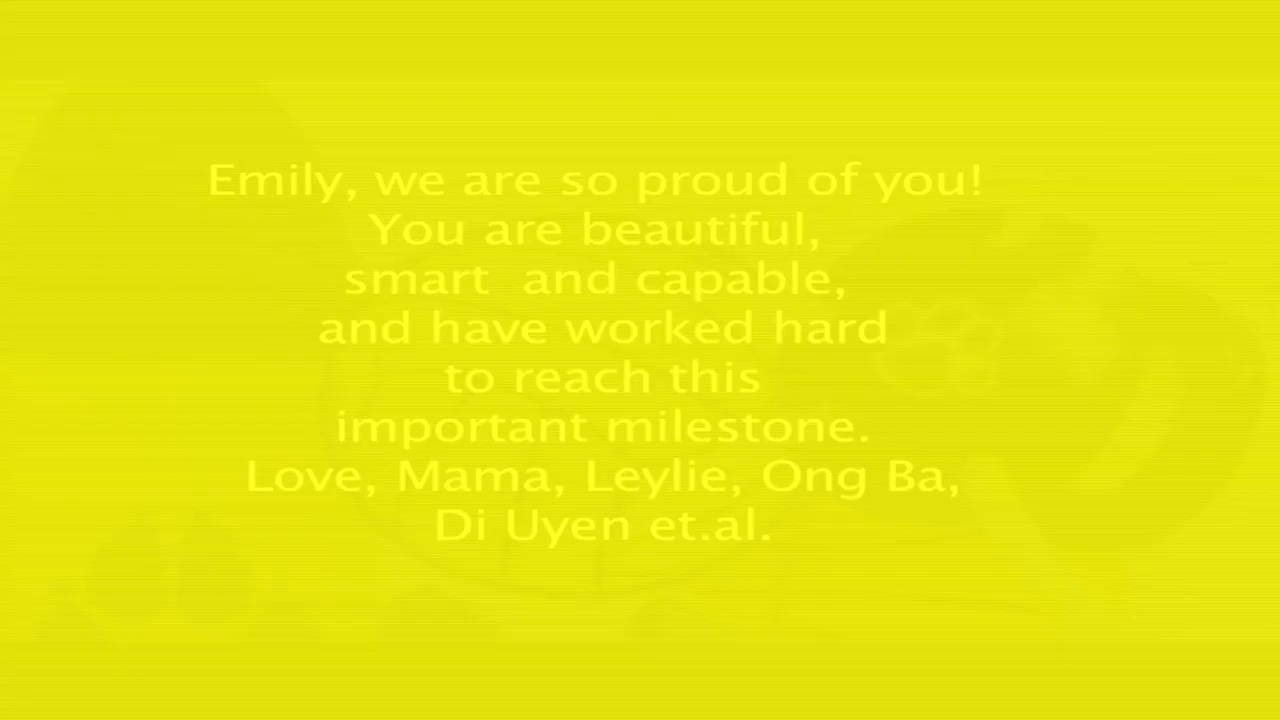 Emily, we are so proud of you!
You are beautiful,
smart  and capable,
and have worked hard
to reach this
important milestone.
Love, Mama, Leylie, Ong Ba,
Di Uyen et.al.